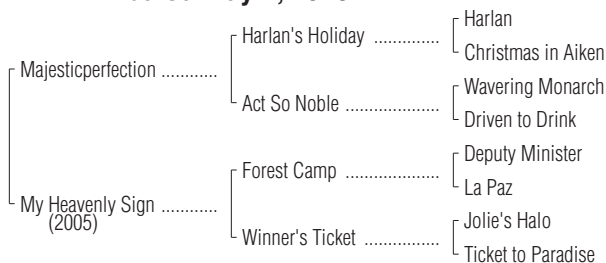 Harlan
Harlan's Holiday .............
Christmas in Aiken
Majesticperfection ............
Wavering Monarch
Act So Noble .....................
Driven to Drink
Deputy Minister
Forest Camp .....................
La Paz
My Heavenly Sign ............
(2005)
Jolie's Halo
Winner's Ticket .................
Ticket to Paradise